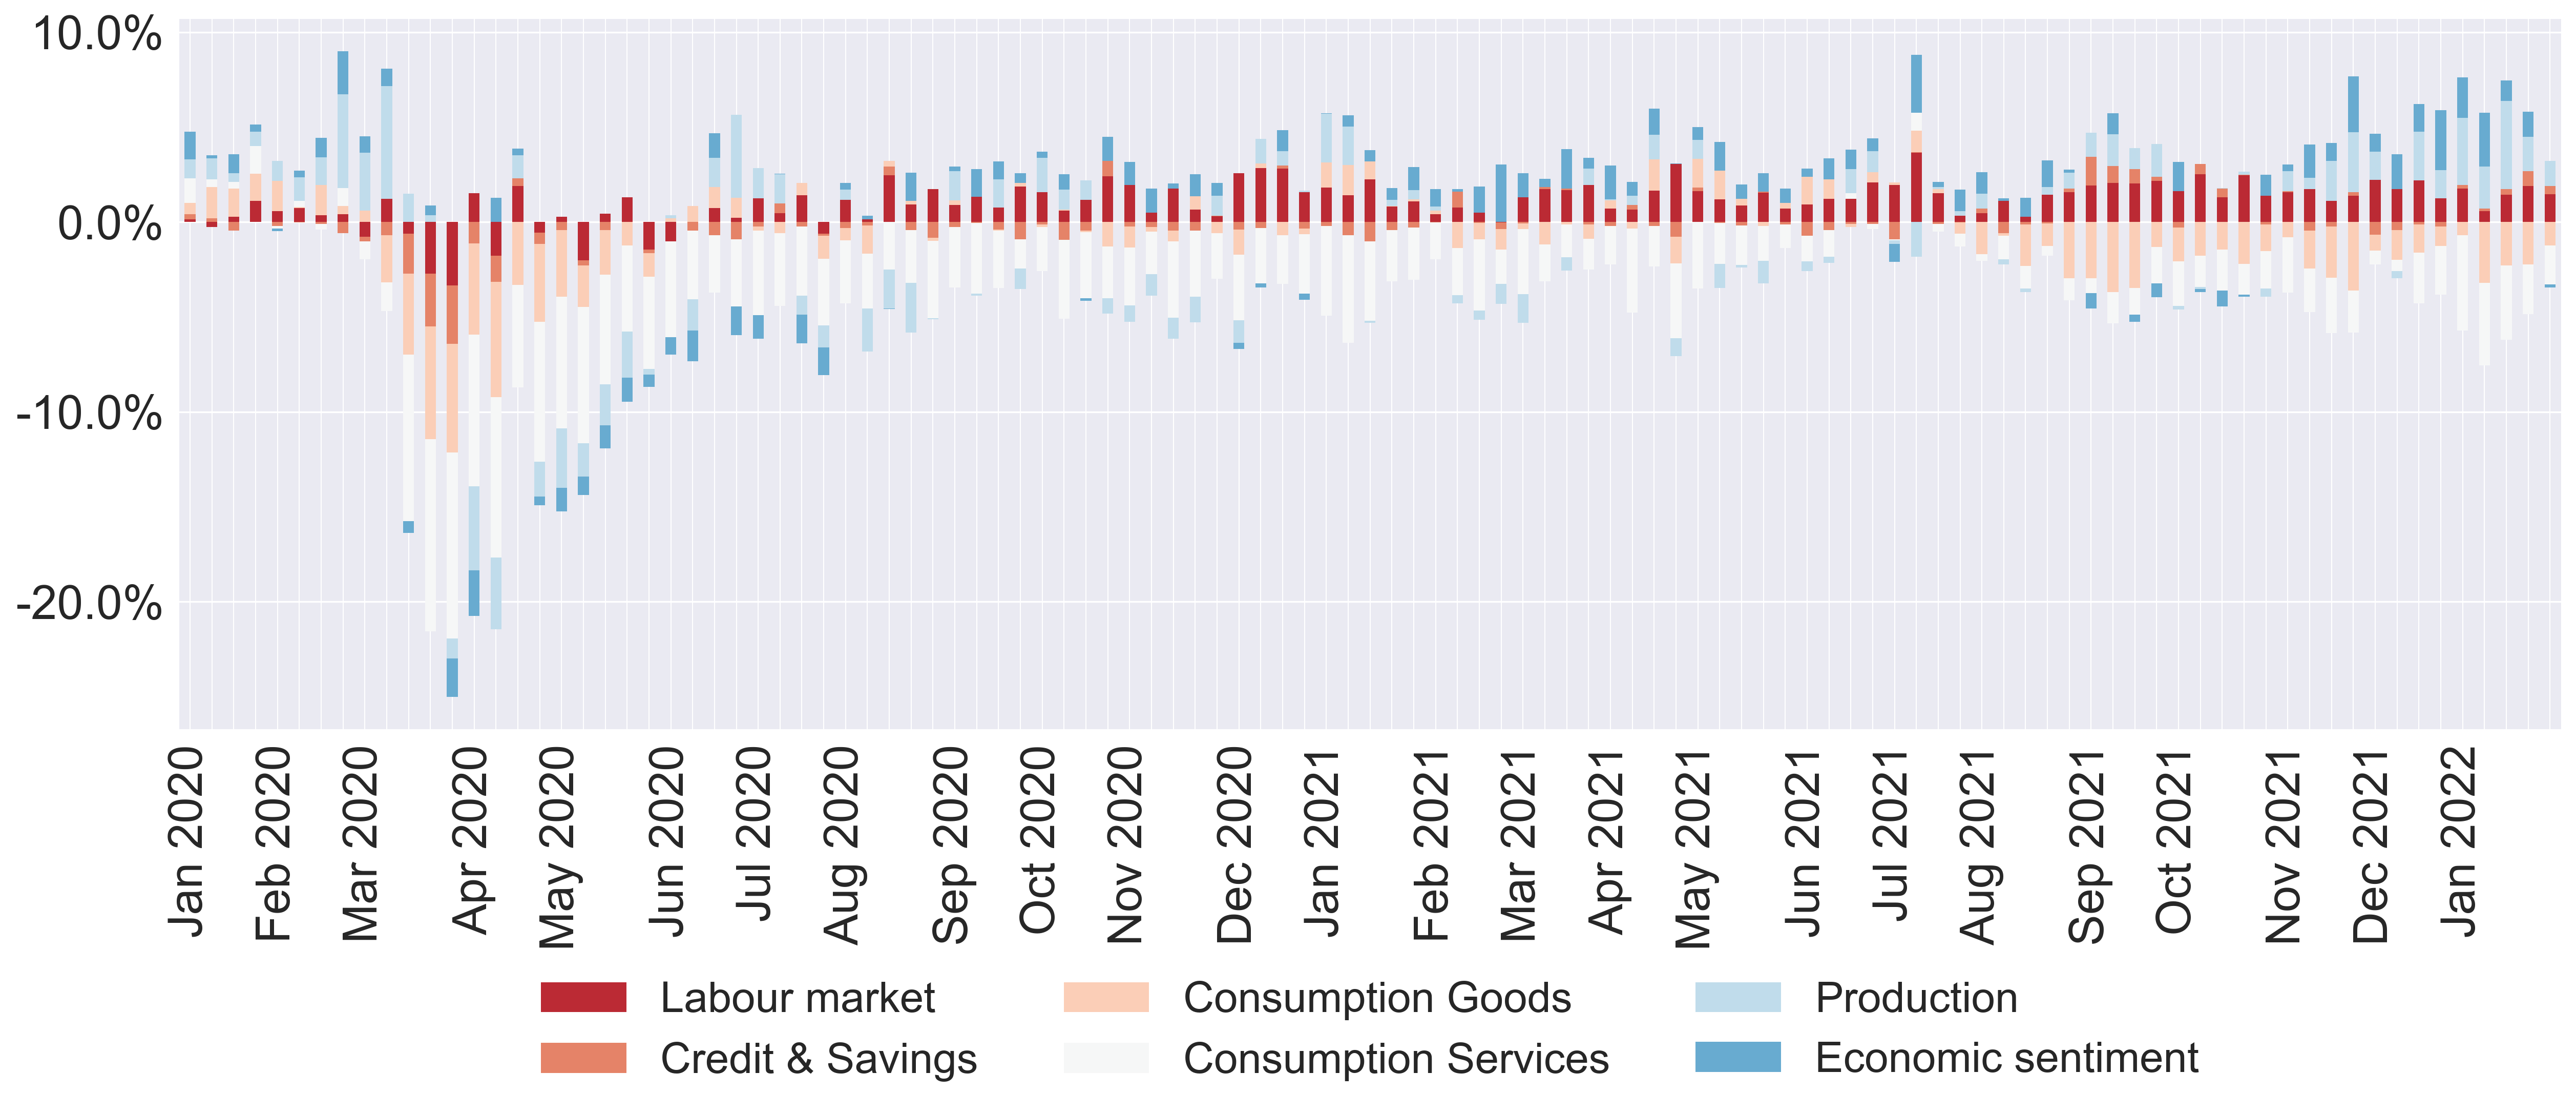 10.0%
0.0%
-10.0%
-20.0%
Jan 2020
Feb 2020
Mar 2020
Apr 2020
May 2020
Jun 2020
Jul 2020
Aug 2020
Sep 2020
Oct 2020
Nov 2020
Dec 2020
Jan 2021
Feb 2021
Mar 2021
Apr 2021
May 2021
Jun 2021
Jul 2021
Aug 2021
Sep 2021
Oct 2021
Nov 2021
Dec 2021
Jan 2022
Labour market
Credit & Savings
Consumption Goods
Consumption Services
Production
Economic sentiment